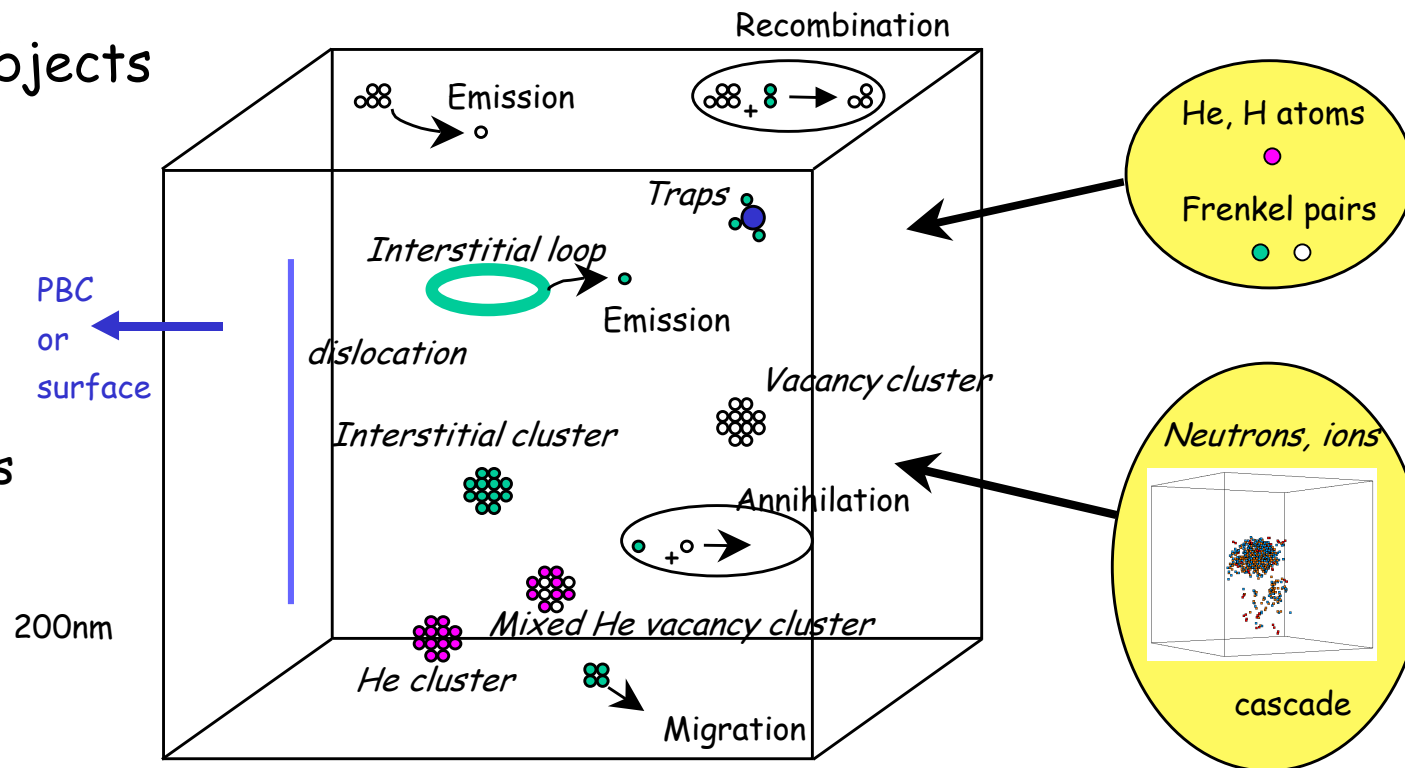 Recombination
bjects
Emission
He, H atoms
Traps
Frenkel pairs
Interstitial loop
PBC
or
surface
Emission
dislocation
Vacancy cluster
Interstitial cluster
Neutrons, ions
s
Annihilation
200nm
Mixed He vacancy cluster
He cluster
cascade
Migration